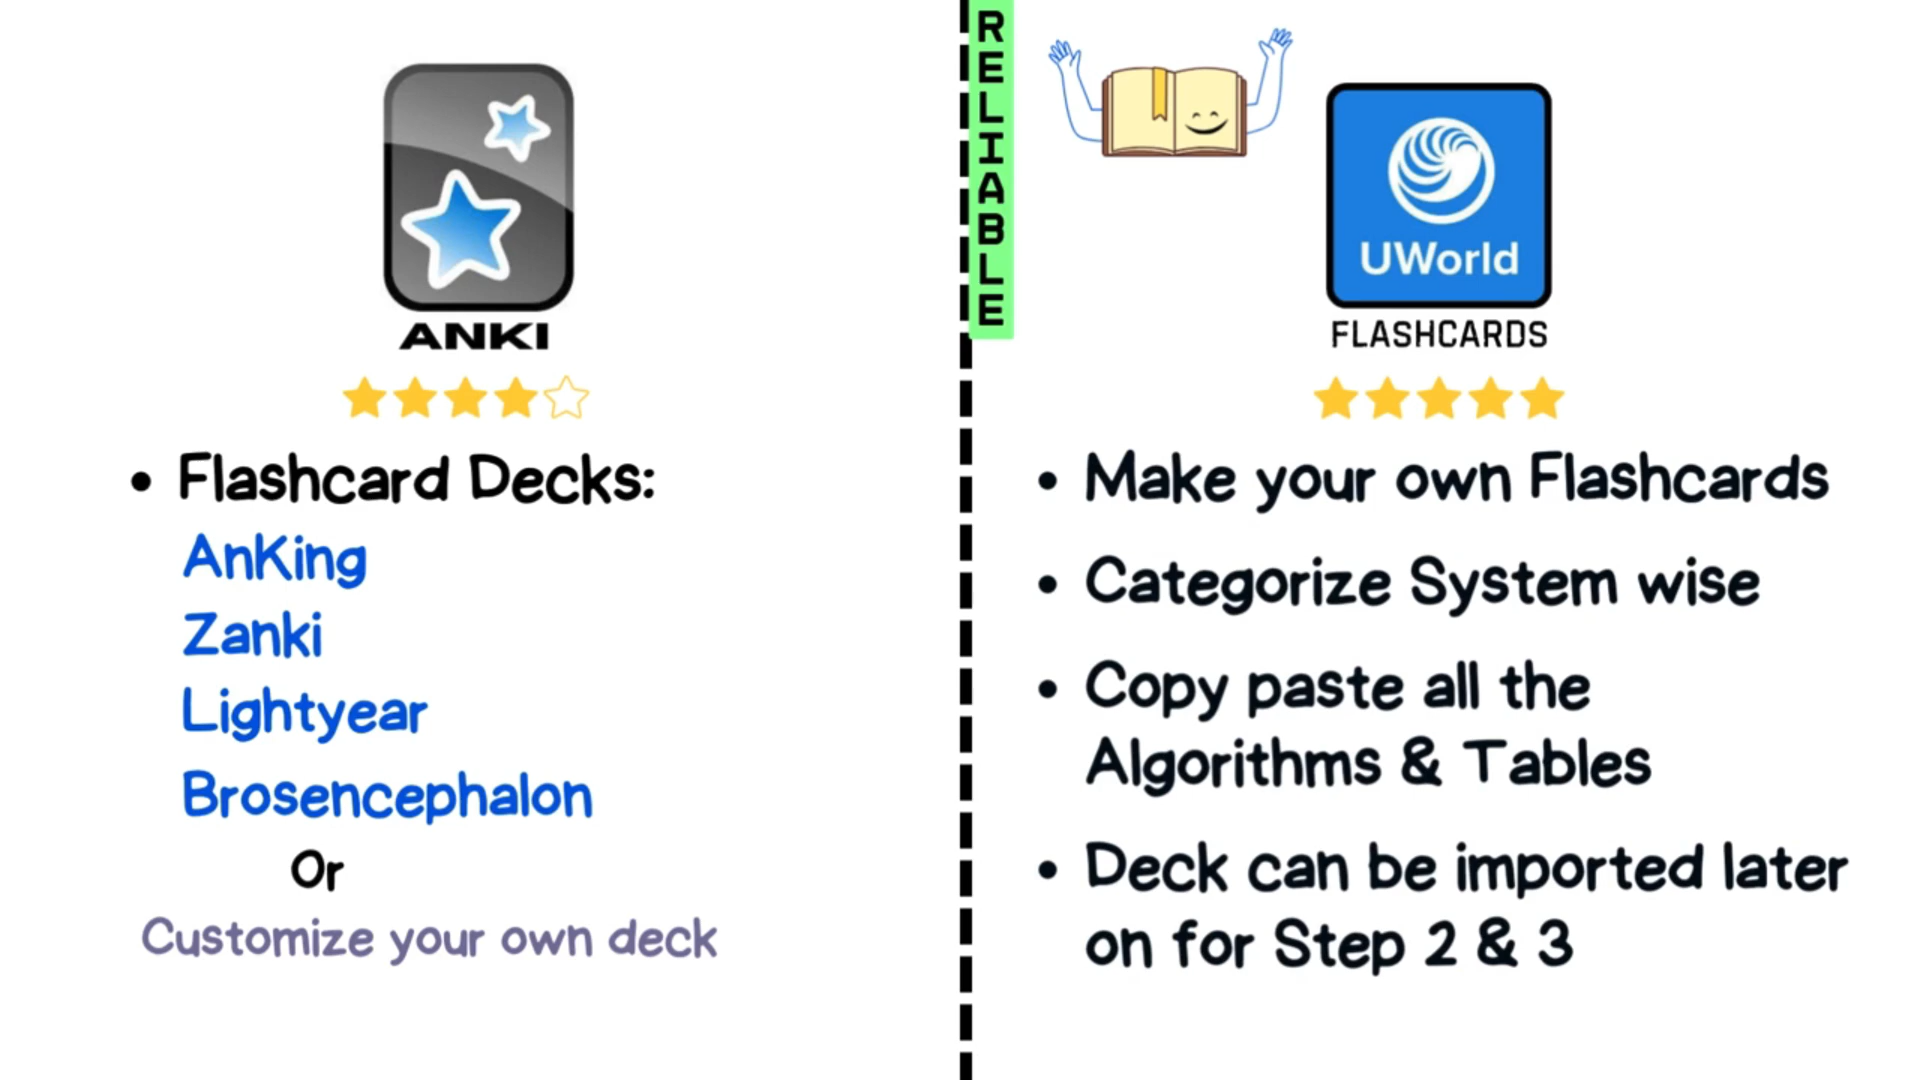 ANKI
Flashcard Decks:
AnKing
Zanki
Lightyear
Brosencephalon
Or
Customize your own deck
RELIABLE
UWorld
FLASHCARDS
Make your own Flashcards
Categorize System wise
Copy paste all the
Algorithms & Tables
Deck can be imported later
on for Step 2 & 3